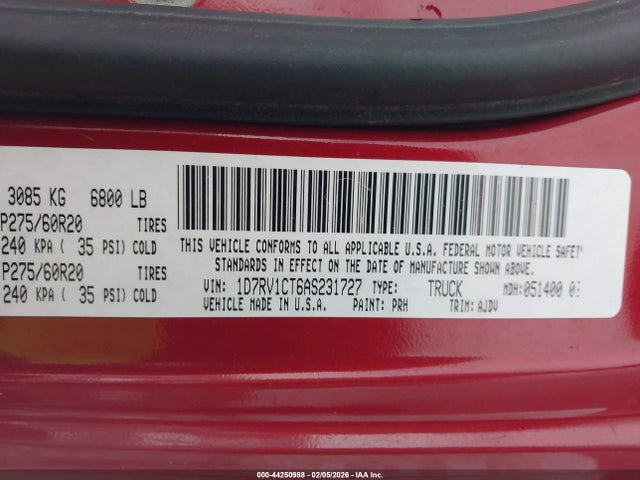 3085 KG 6800 LB
P275/60R20 TIRES
240 KPA ( 35 PSI) COLD
P275/60R20 TIRES
240 KPA ( 35 PSI) COLD
THIS VEHICLE CONFORMS TO ALL APPLICABLE U.S.A. FEDERAL MOTOR VEHICLE SAFETY
STANDARDS IN EFFECT ON THE DATE OF MANUFACTURE SHOWN ABOVE.
VIN: 1D7RV1CT6AS231727 TYPE: TRUCK MDH:051400 03
VEHICLE MADE IN U.S.A. PAINT: PRH TRIM: AJDV
000-44250988 - 02/05/2026 - IAA Inc.